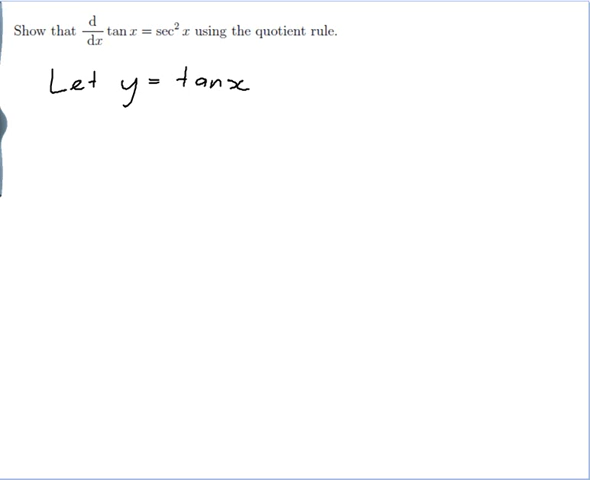 Show that d/dx tan x = sec² x using the quotient rule.
Let y = tanx